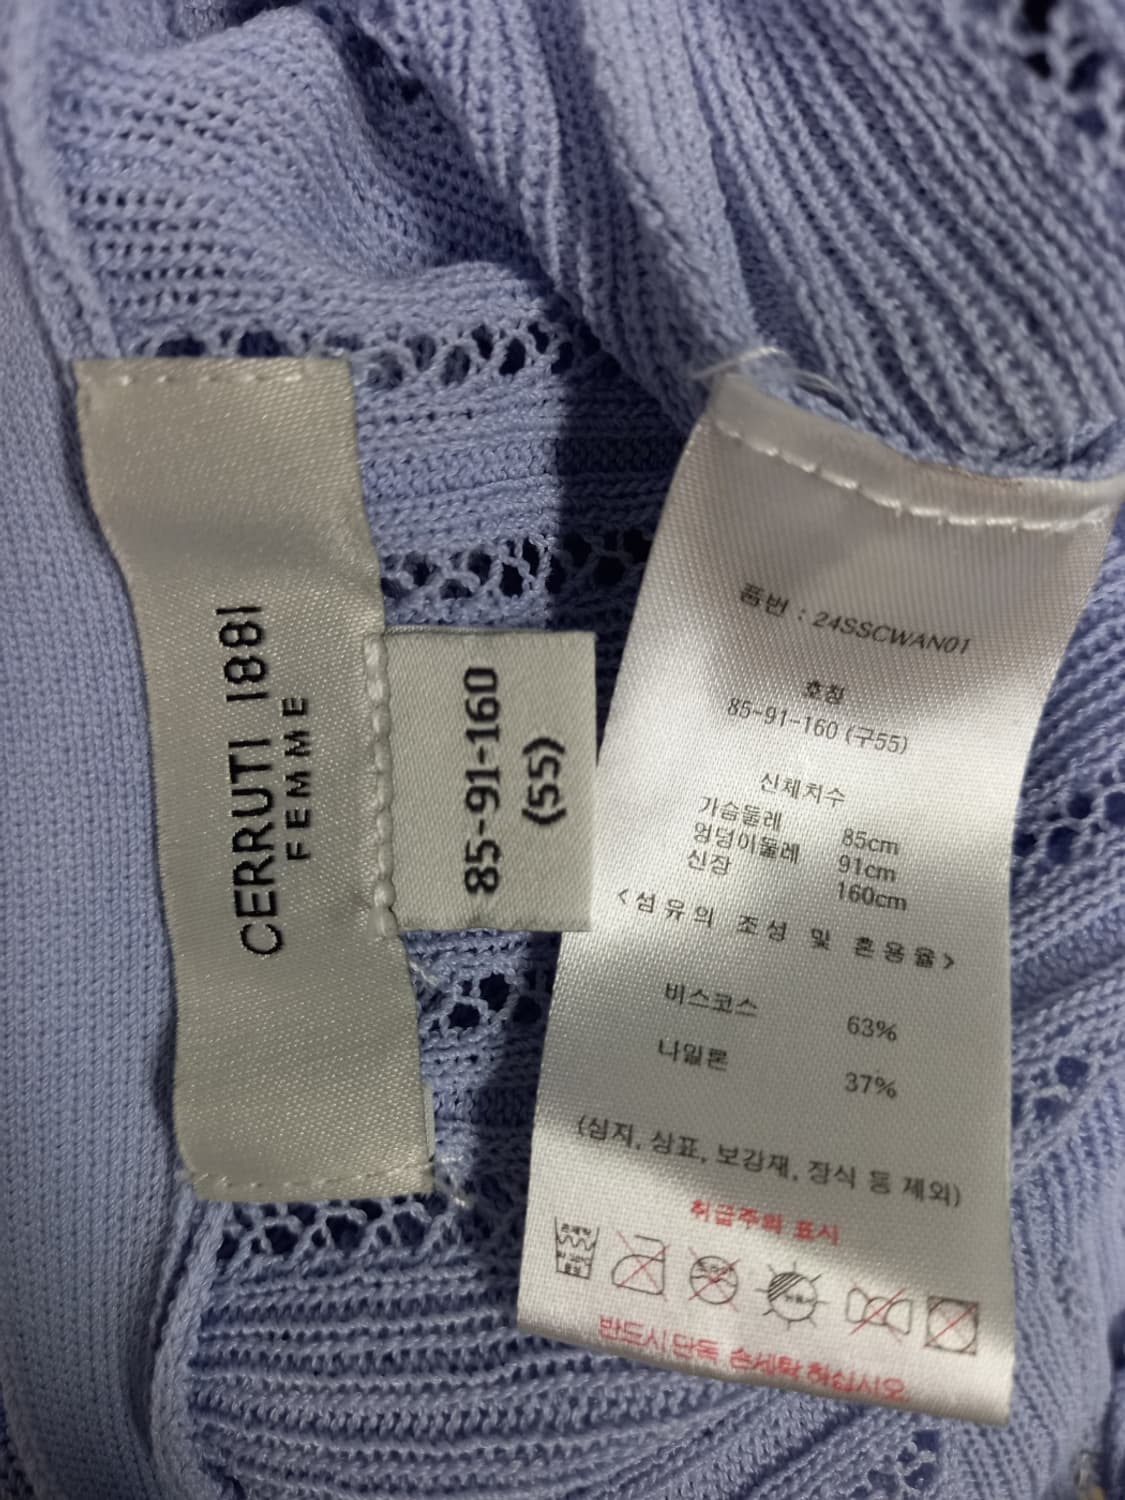 CERRUTI 1881
FEMME
85-91-160
(55)
품번 : 24SSCWAN01
호칭
85-91-160 (구55)
신체치수
가슴둘레 85cm
엉덩이둘레 91cm
신장 160cm
<섬유의 조성 및 혼용율>
비스코스 63%
나일론 37%
(심지, 상표, 보강재, 장식 등 제외)
취급주의 표시
반드시 단독 손세탁 하십시오